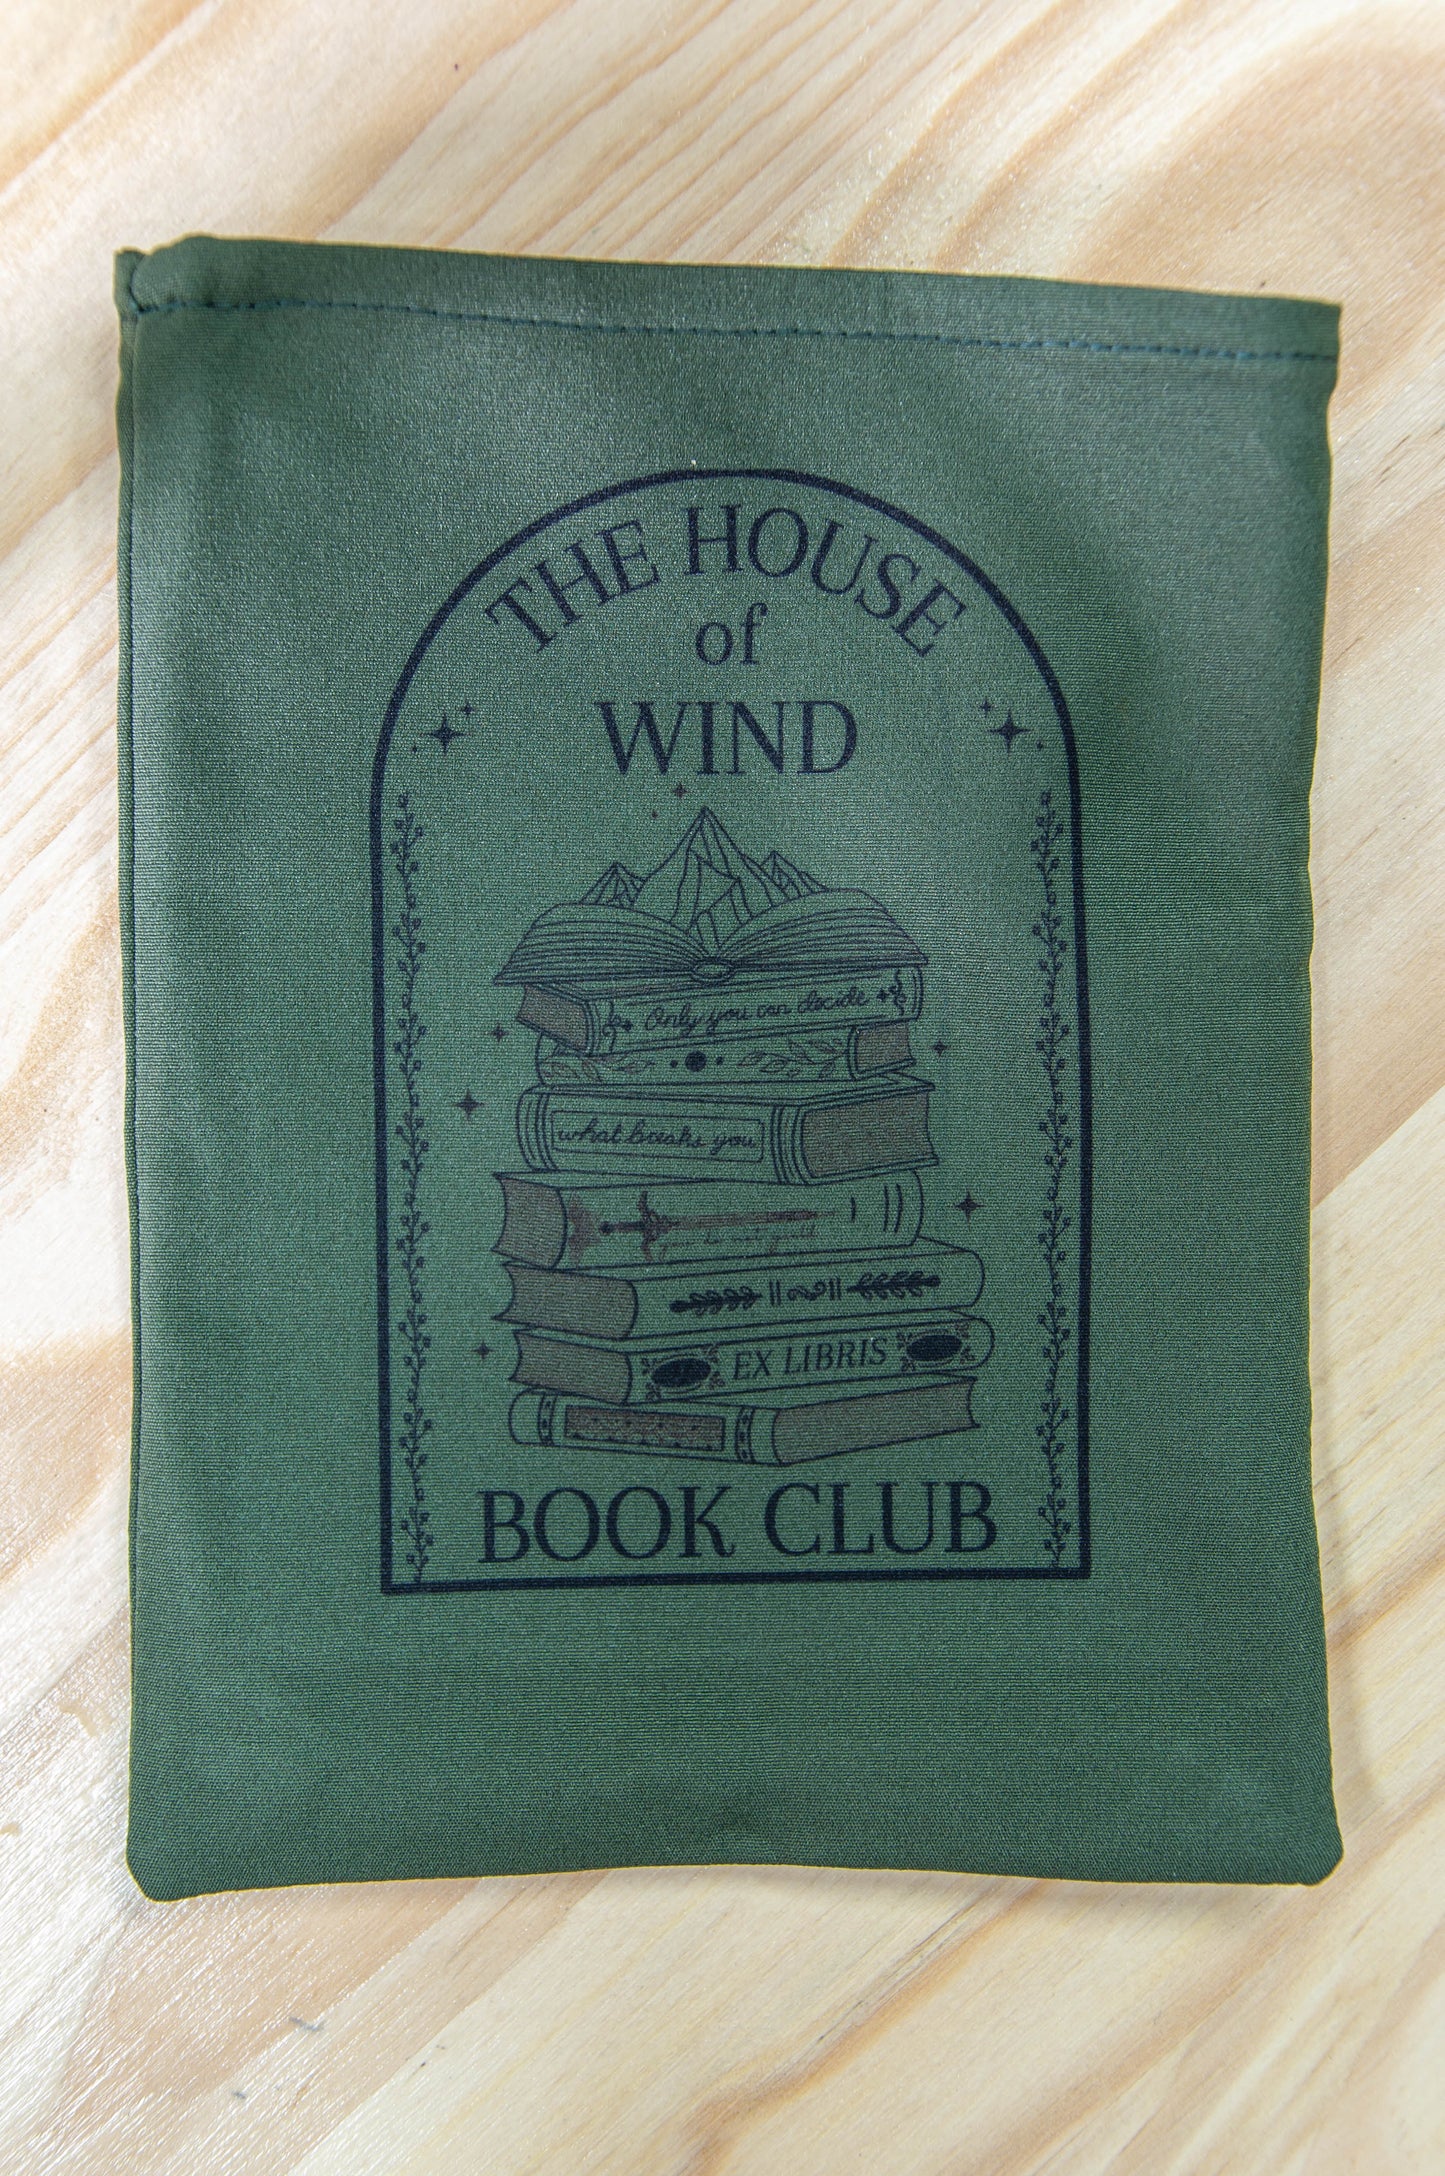 THE HOUSE
of
WIND
Only you can decide
what breaks you
EX LIBRIS
BOOK CLUB